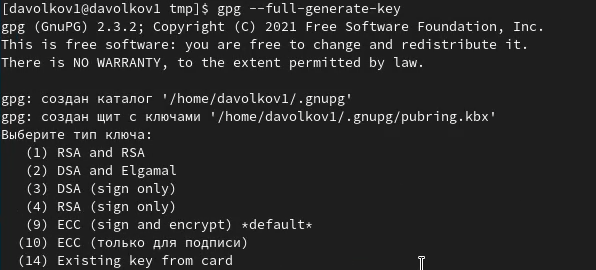 [davolkov1@davolkov1 tmp]$ gpg --full-generate-key
gpg (GnuPG) 2.3.2; Copyright (C) 2021 Free Software Foundation, Inc.
This is free software: you are free to change and redistribute it.
There is NO WARRANTY, to the extent permitted by law.
gpg: создан каталог '/home/davolkov1/.gnupg'
gpg: создан щит с ключами '/home/davolkov1/.gnupg/pubring.kbx'
Выберите тип ключа:
(1) RSA and RSA
(2) DSA and Elgamal
(3) DSA (sign only)
(4) RSA (sign only)
(9) ECC (sign and encrypt) *default*
(10) ECC (только для подписи)
(14) Existing key from card